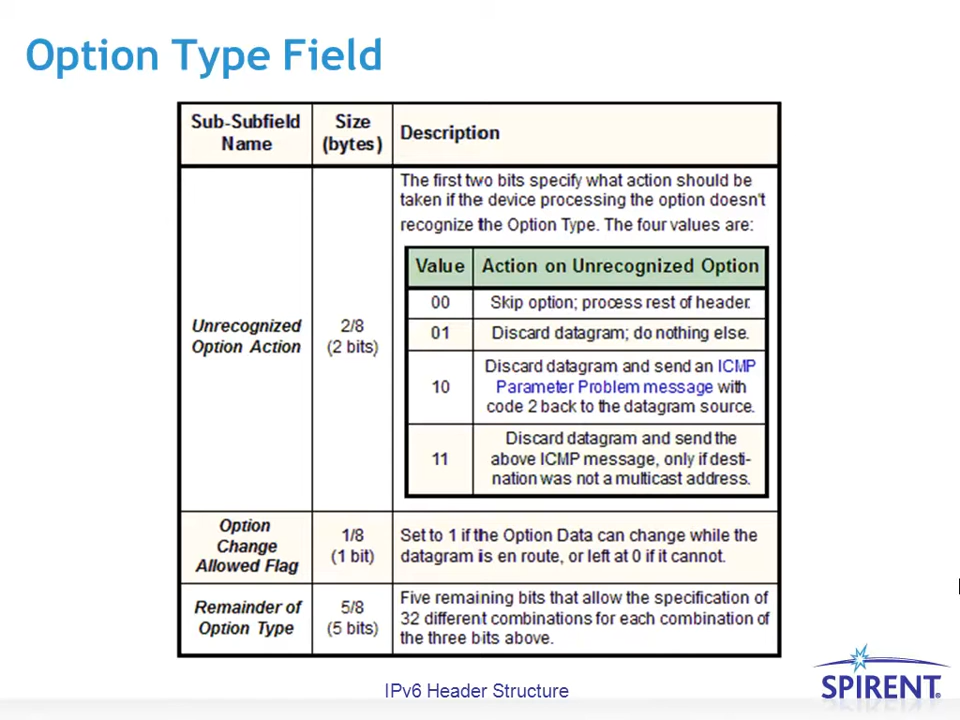 Option Type Field
Sub-Subfield Name
Size (bytes)
Description
Unrecognized Option Action
2/8 (2 bits)
The first two bits specify what action should be
taken if the device processing the option doesn't
recognize the Option Type. The four values are:
Value
Action on Unrecognized Option
00
Skip option; process rest of header.
01
Discard datagram; do nothing else.
10
Discard datagram and send an ICMP
Parameter Problem message with
code 2 back to the datagram source.
11
Discard datagram and send the
above ICMP message, only if desti-
nation was not a multicast address.
Option
Change
Allowed Flag
1/8
(1 bit)
Set to 1 if the Option Data can change while the
datagram is en route, or left at 0 if it cannot.
Remainder of
Option Type
5/8
(5 bits)
Five remaining bits that allow the specification of
32 different combinations for each combination of
the three bits above.
IPv6 Header Structure
SPIRENT